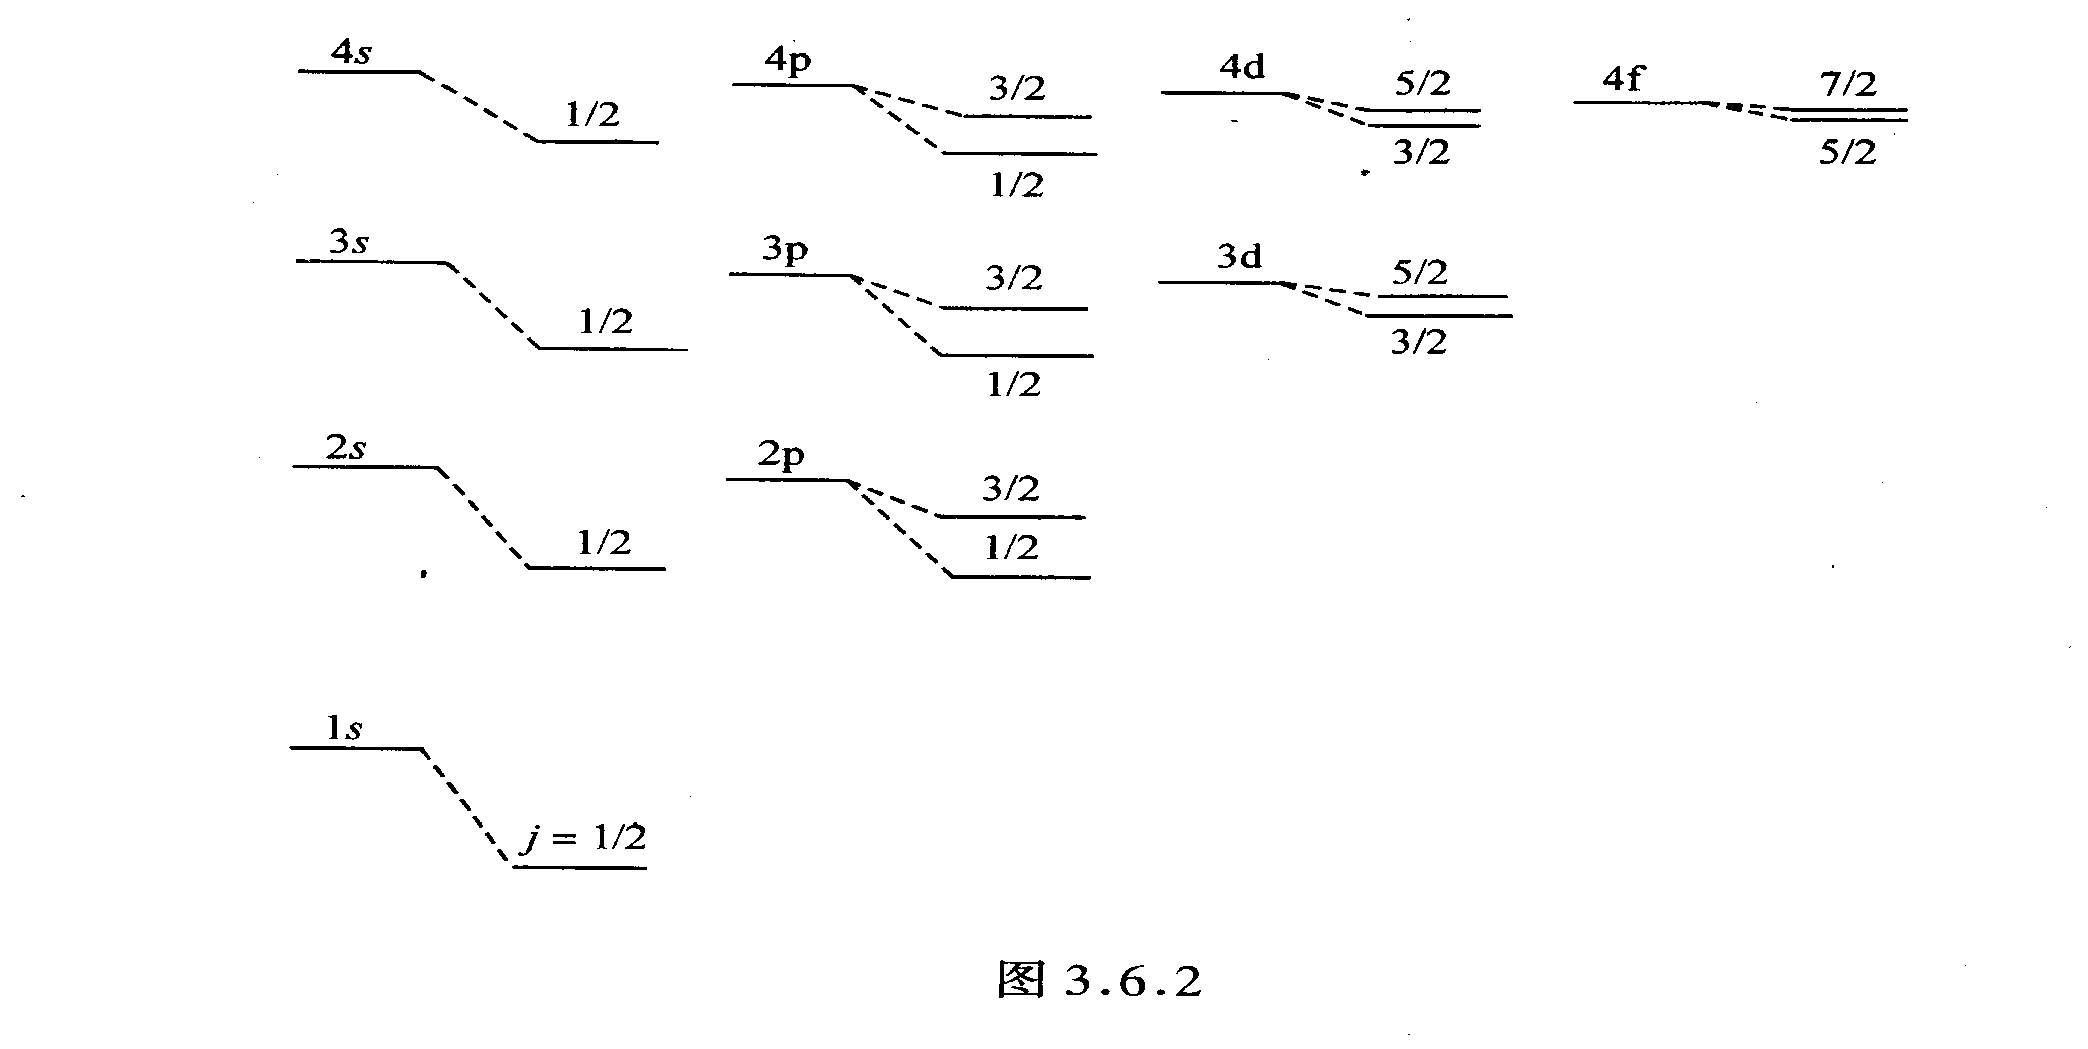 4s 4p 4d 4f
1/2 3/2 1/2 5/2 3/2 7/2 5/2
3s 3p 3d
1/2 3/2 1/2 5/2 3/2
2s 2p
1/2 3/2 1/2
1s
j = 1/2
图 3.6.2